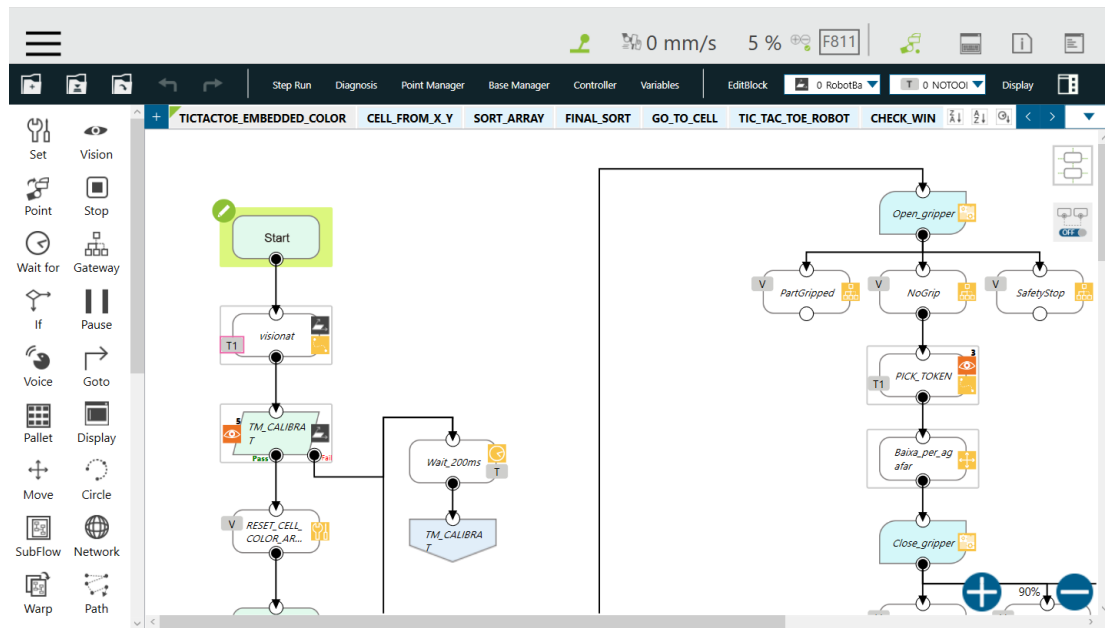 0 mm/s
5 %
F811
Step Run
Diagnosis
Point Manager
Base Manager
Controller
Variables
EditBlock
0 RobotBa
T 0 NOTOOl
Display
+ TICTACTOE_EMBEDDED_COLOR
CELL_FROM_X_Y
SORT_ARRAY
FINAL_SORT
GO_TO_CELL
TIC_TAC_TOE_ROBOT
CHECK_WIN
Set
Vision
Point
Stop
Wait for
Gateway
If
Pause
Voice
Goto
Pallet
Display
Move
Circle
SubFlow
Network
Warp
Path
Start
visionat
T1
5
TM_CALIBRA
T
Pass
Fail
Wait_200ms
T
TM_CALIBRA
T
V
RESET_CELL_
COLOR_AR...
Open_gripper
V
PartGripped
V
NoGrip
V
SafetyStop
3
PICK_TOKEN
T1
Baixa_per_ag
afar
Close_gripper
90%
OFF